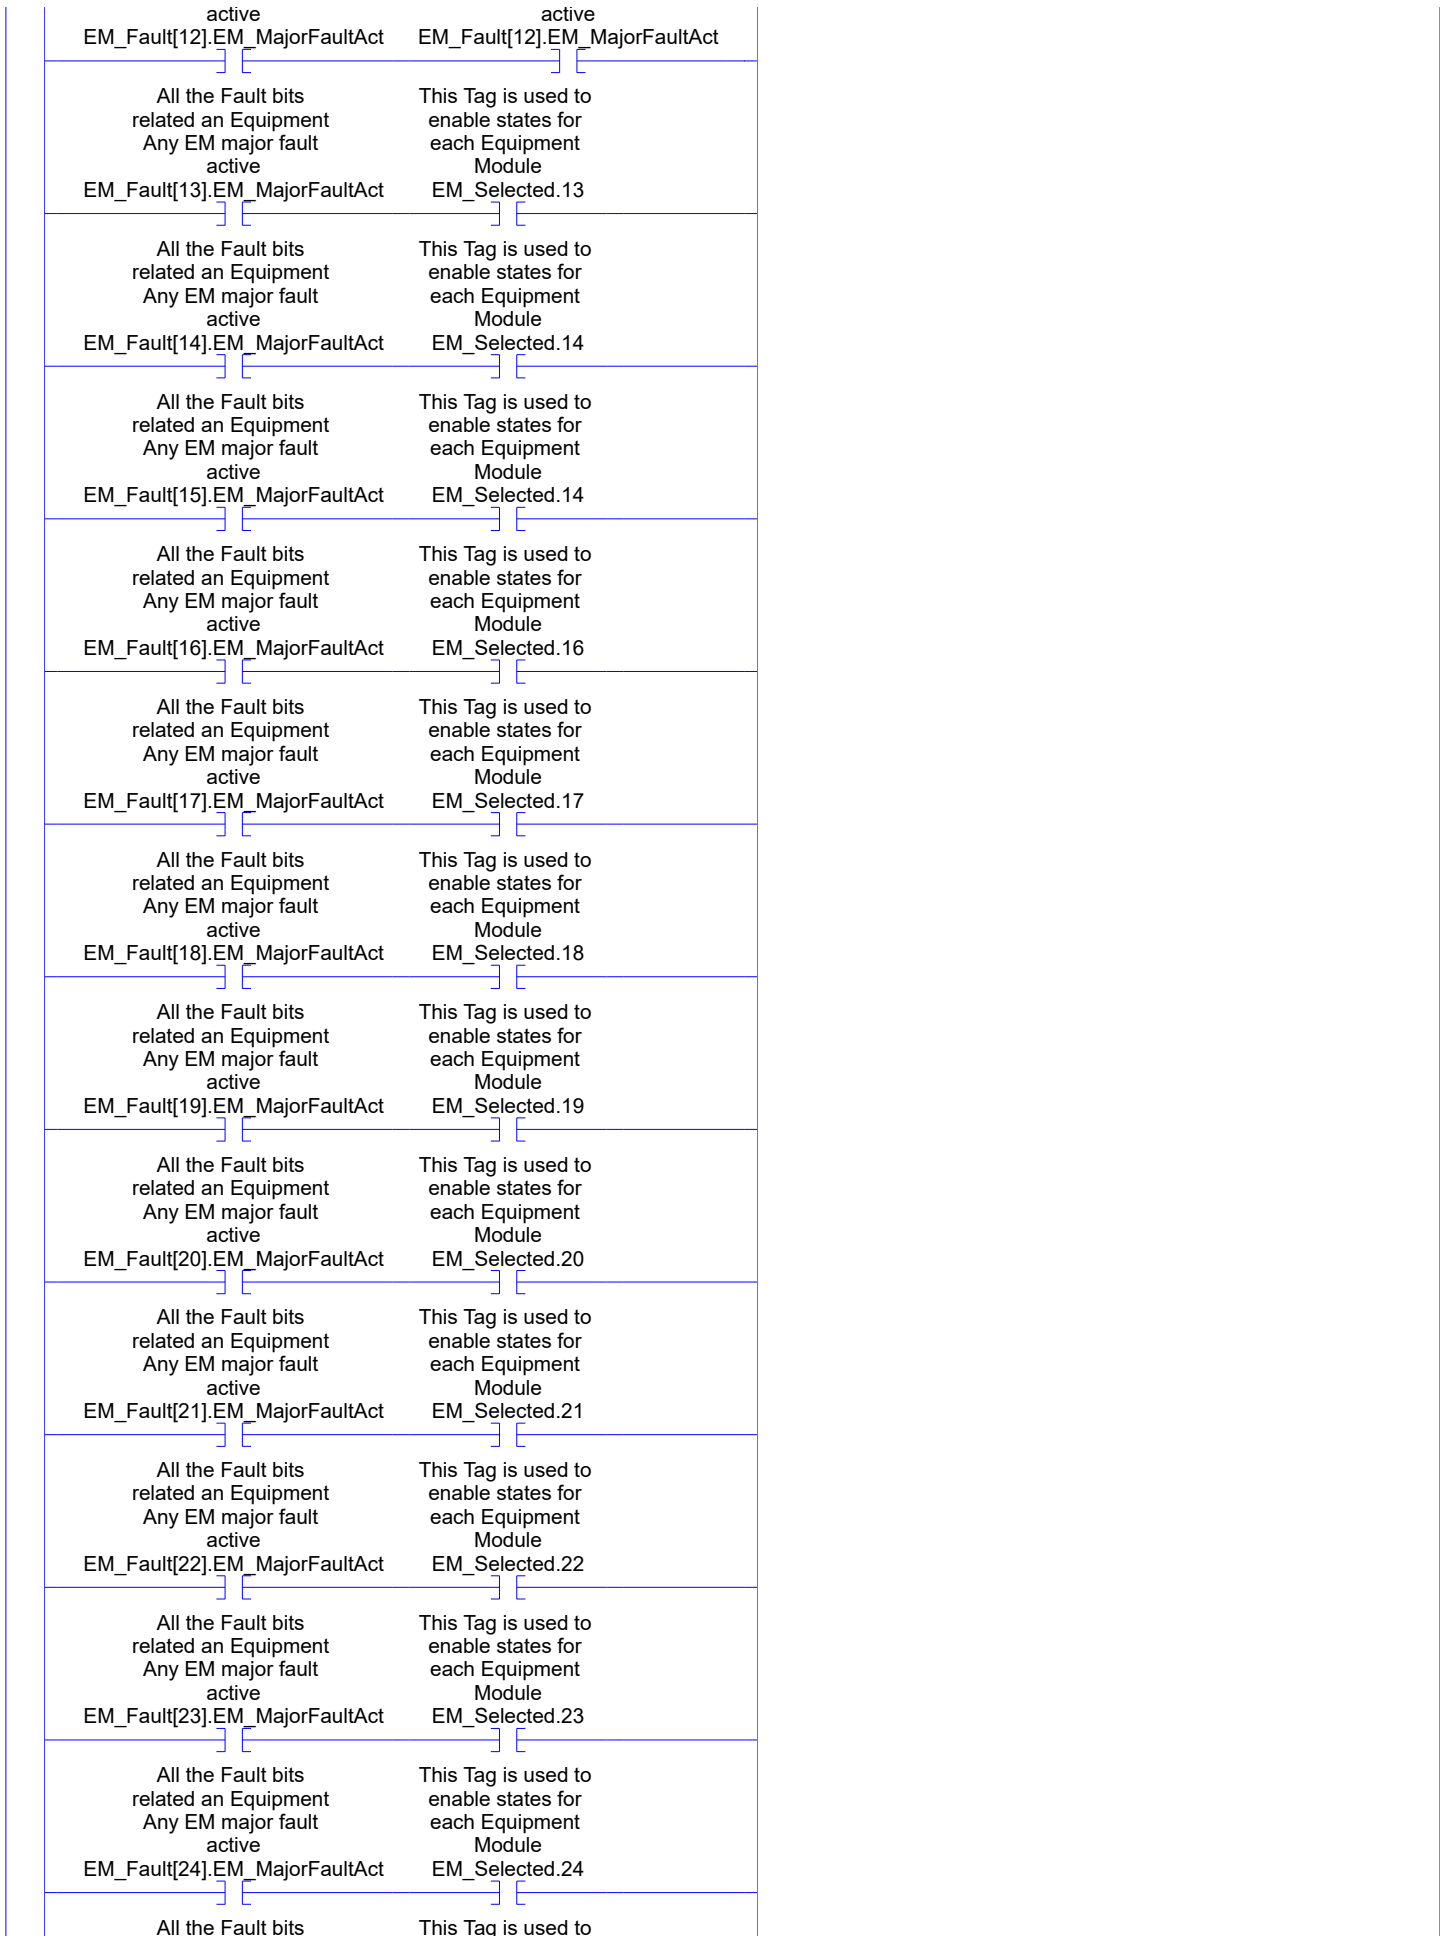 active active
EM_Fault[12].EM_MajorFaultAct EM_Fault[12].EM_MajorFaultAct
All the Fault bits This Tag is used to
related an Equipment enable states for
Any EM major fault each Equipment
active Module
EM_Fault[13].EM_MajorFaultAct EM_Selected.13
All the Fault bits This Tag is used to
related an Equipment enable states for
Any EM major fault each Equipment
active Module
EM_Fault[14].EM_MajorFaultAct EM_Selected.14
All the Fault bits This Tag is used to
related an Equipment enable states for
Any EM major fault each Equipment
active Module
EM_Fault[15].EM_MajorFaultAct EM_Selected.14
All the Fault bits This Tag is used to
related an Equipment enable states for
Any EM major fault each Equipment
active Module
EM_Fault[16].EM_MajorFaultAct EM_Selected.16
All the Fault bits This Tag is used to
related an Equipment enable states for
Any EM major fault each Equipment
active Module
EM_Fault[17].EM_MajorFaultAct EM_Selected.17
All the Fault bits This Tag is used to
related an Equipment enable states for
Any EM major fault each Equipment
active Module
EM_Fault[18].EM_MajorFaultAct EM_Selected.18
All the Fault bits This Tag is used to
related an Equipment enable states for
Any EM major fault each Equipment
active Module
EM_Fault[19].EM_MajorFaultAct EM_Selected.19
All the Fault bits This Tag is used to
related an Equipment enable states for
Any EM major fault each Equipment
active Module
EM_Fault[20].EM_MajorFaultAct EM_Selected.20
All the Fault bits This Tag is used to
related an Equipment enable states for
Any EM major fault each Equipment
active Module
EM_Fault[21].EM_MajorFaultAct EM_Selected.21
All the Fault bits This Tag is used to
related an Equipment enable states for
Any EM major fault each Equipment
active Module
EM_Fault[22].EM_MajorFaultAct EM_Selected.22
All the Fault bits This Tag is used to
related an Equipment enable states for
Any EM major fault each Equipment
active Module
EM_Fault[23].EM_MajorFaultAct EM_Selected.23
All the Fault bits This Tag is used to
related an Equipment enable states for
Any EM major fault each Equipment
active Module
EM_Fault[24].EM_MajorFaultAct EM_Selected.24
All the Fault bits This Tag is used to